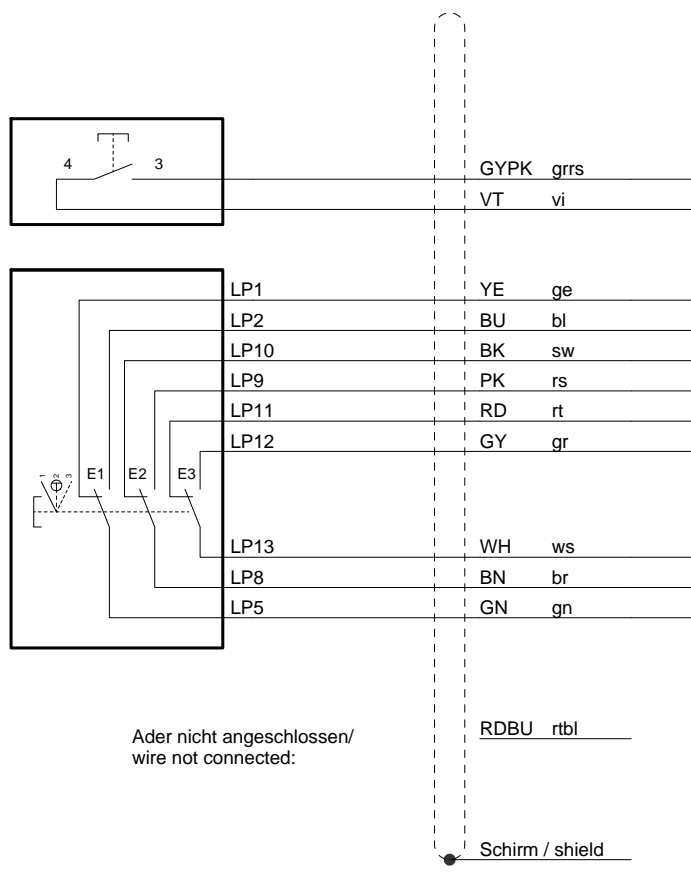 4 3
GYPK grrs
VT vi
LP1 YE ge
LP2 BU bl
LP10 BK sw
LP9 PK rs
LP11 RD rt
LP12 GY gr
1 2 3
E1 E2 E3
LP13 WH ws
LP8 BN br
LP5 GN gn
RDBU rtbl
Ader nicht angeschlossen/
wire not connected:
Schirm / shield